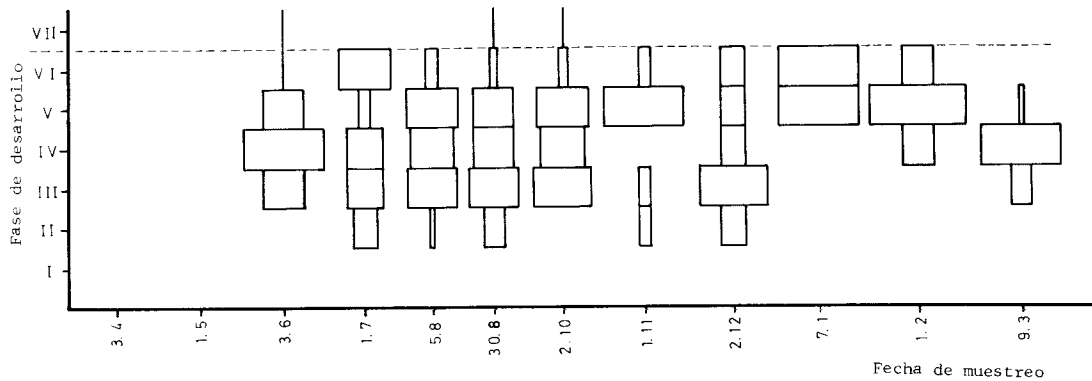 VII
VI
V
IV
III
II
I
Fase de desarrollo
3.4
1.5
3.6
1.7
5.8
30.8
2.10
1.11
2.12
7.1
1.2
9.3
Fecha de muestreo